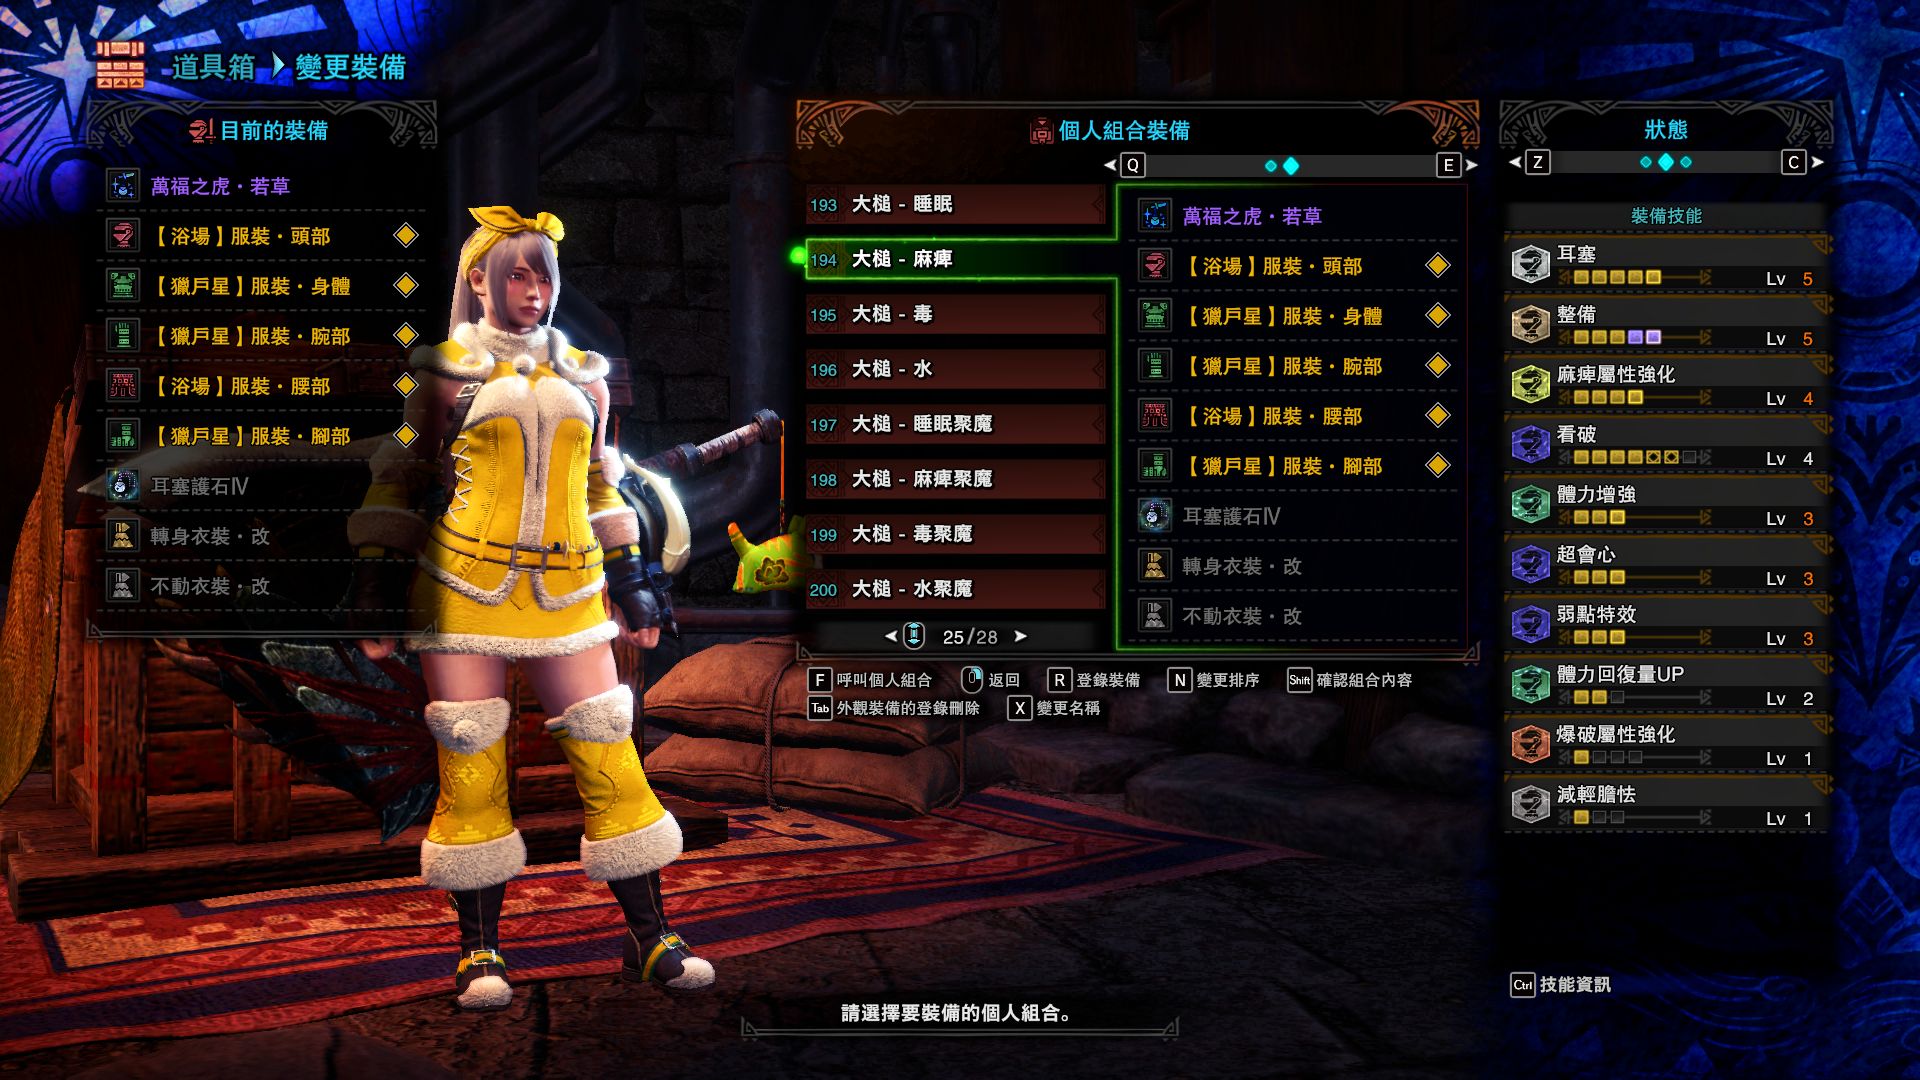 道具箱 變更裝備
目前的裝備
萬福之虎・若草
【浴場】服裝・頭部
【獵戶星】服裝・身體
【獵戶星】服裝・腕部
【浴場】服裝・腰部
【獵戶星】服裝・腳部
耳塞護石Ⅳ
轉身衣裝・改
不動衣裝・改
個人組合裝備
Q E
193 大槌 - 睡眠
194 大槌 - 麻痺
195 大槌 - 毒
196 大槌 - 水
197 大槌 - 睡眠聚魔
198 大槌 - 麻痺聚魔
199 大槌 - 毒聚魔
200 大槌 - 水聚魔
25/28
萬福之虎・若草
【浴場】服裝・頭部
【獵戶星】服裝・身體
【獵戶星】服裝・腕部
【浴場】服裝・腰部
【獵戶星】服裝・腳部
耳塞護石Ⅳ
轉身衣裝・改
不動衣裝・改
F 呼叫個人組合 返回 R 登錄裝備 N 變更排序 Shift 確認組合內容
Tab 外觀裝備的登錄刪除 X 變更名稱
狀態
Z C
裝備技能
耳塞
Lv 5
整備
Lv 5
麻痺屬性強化
Lv 4
看破
Lv 4
體力增強
Lv 3
超會心
Lv 3
弱點特效
Lv 3
體力回復量UP
Lv 2
爆破屬性強化
Lv 1
減輕膽怯
Lv 1
Ctrl 技能資訊
請選擇要裝備的個人組合。